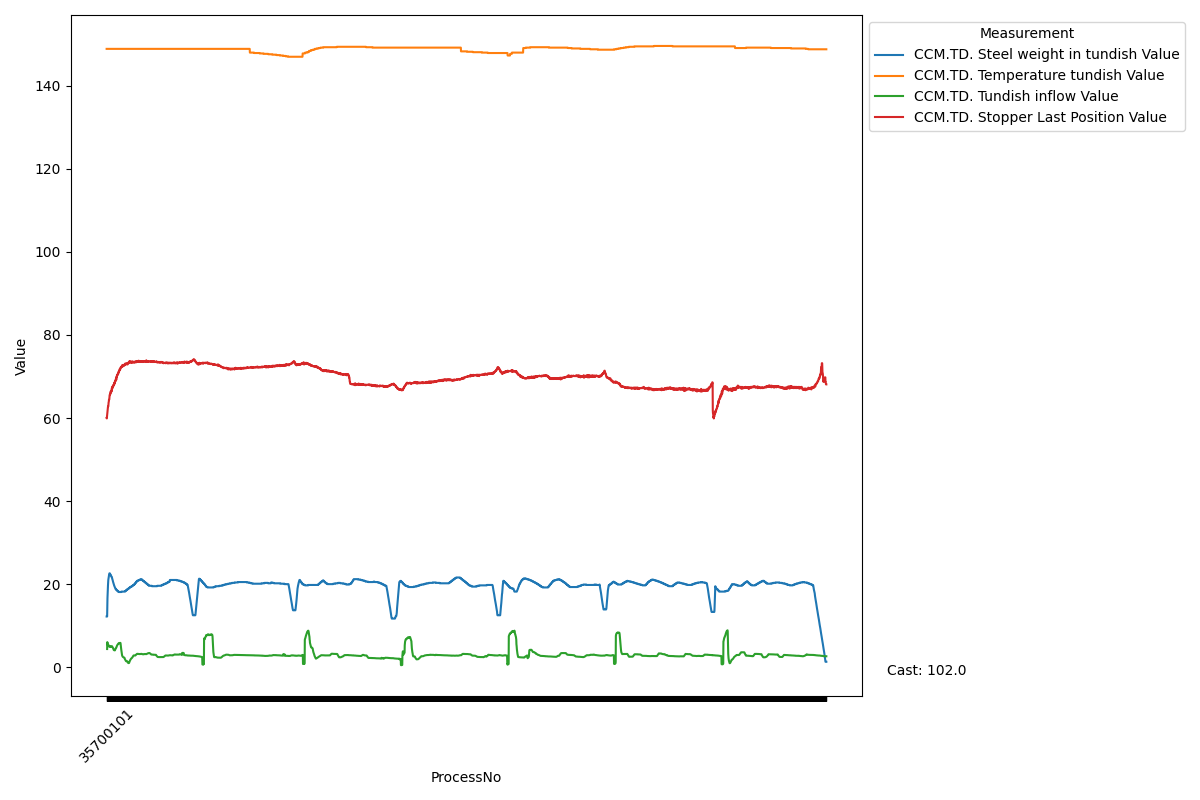 Measurement
CCM.TD. Steel weight in tundish Value
CCM.TD. Temperature tundish Value
CCM.TD. Tundish inflow Value
CCM.TD. Stopper Last Position Value
140
120
100
80
60
40
20
0
Value
Cast: 102.0
35700101
ProcessNo